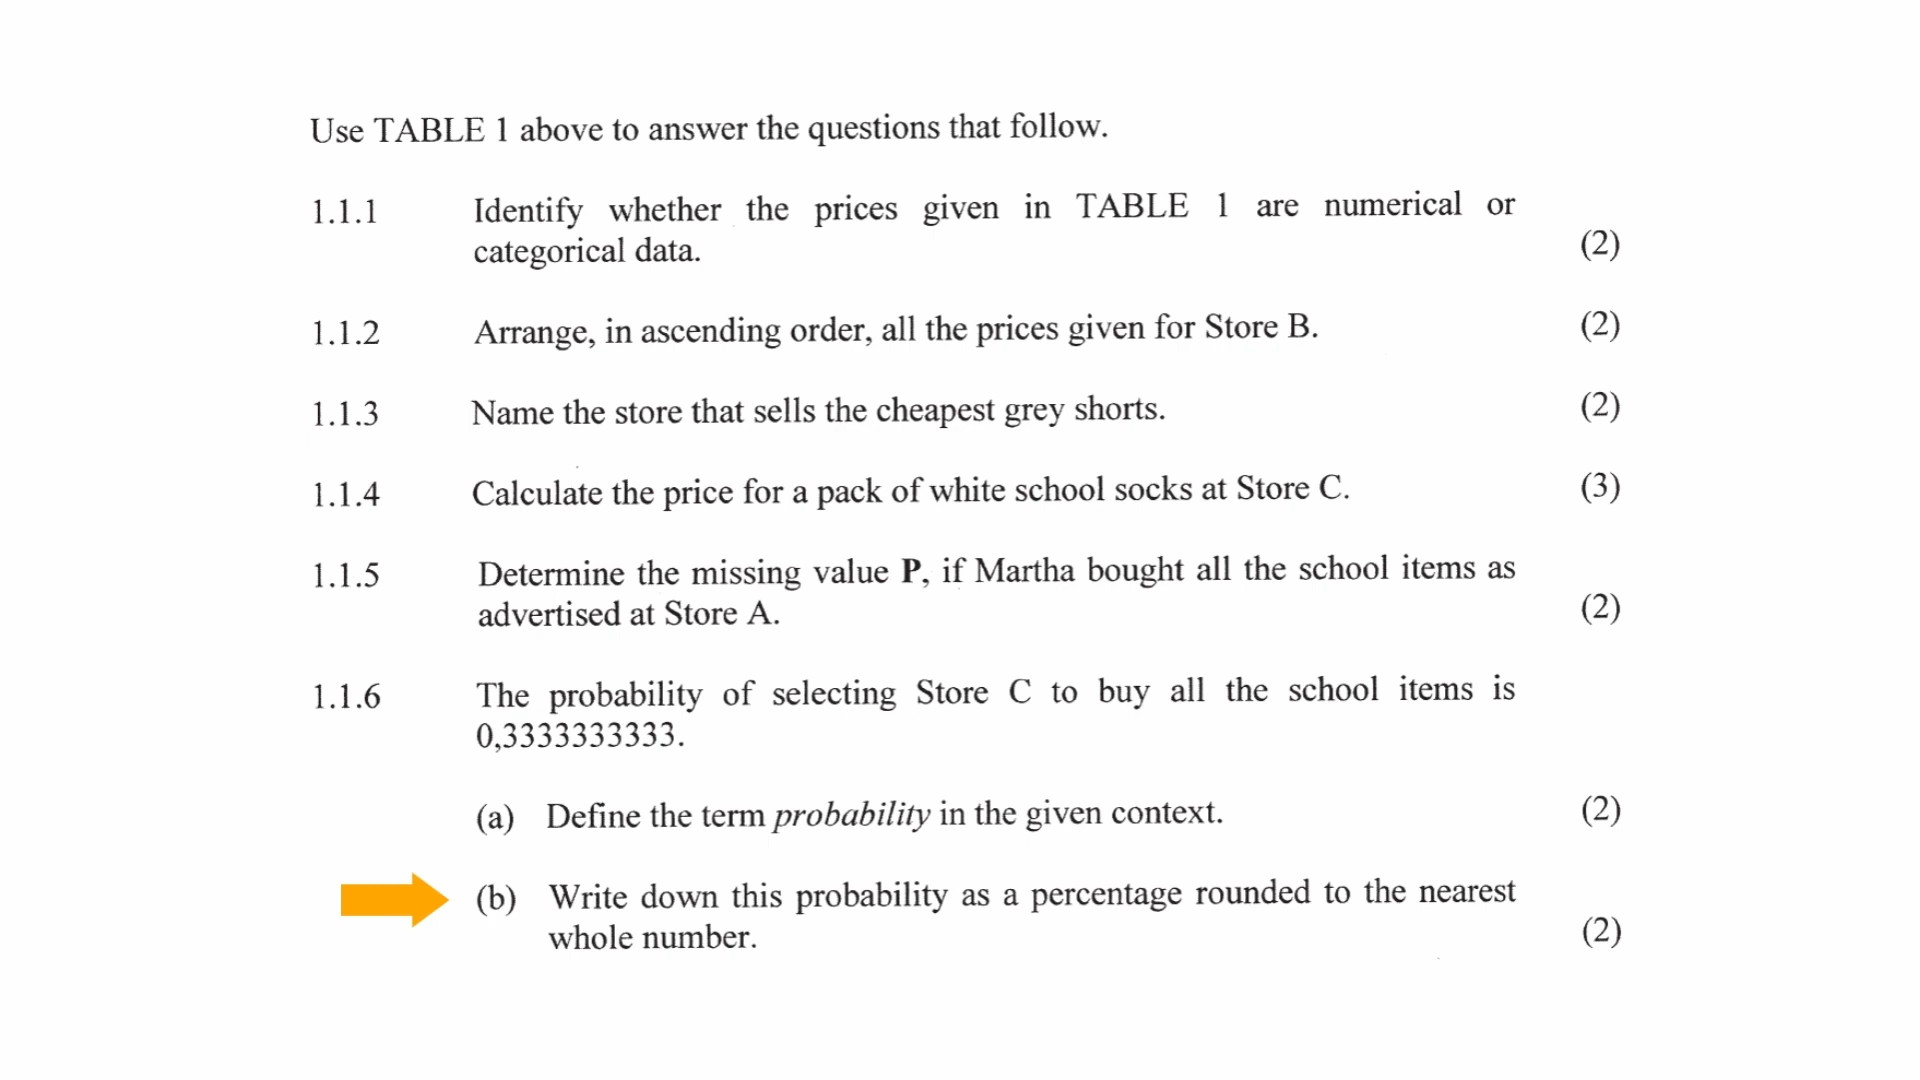 Use TABLE 1 above to answer the questions that follow.
1.1.1 Identify whether the prices given in TABLE 1 are numerical or
categorical data. (2)
1.1.2 Arrange, in ascending order, all the prices given for Store B. (2)
1.1.3 Name the store that sells the cheapest grey shorts. (2)
1.1.4 Calculate the price for a pack of white school socks at Store C. (3)
1.1.5 Determine the missing value P, if Martha bought all the school items as
advertised at Store A. (2)
1.1.6 The probability of selecting Store C to buy all the school items is
0,3333333333.
(a) Define the term probability in the given context. (2)
(b) Write down this probability as a percentage rounded to the nearest
whole number. (2)